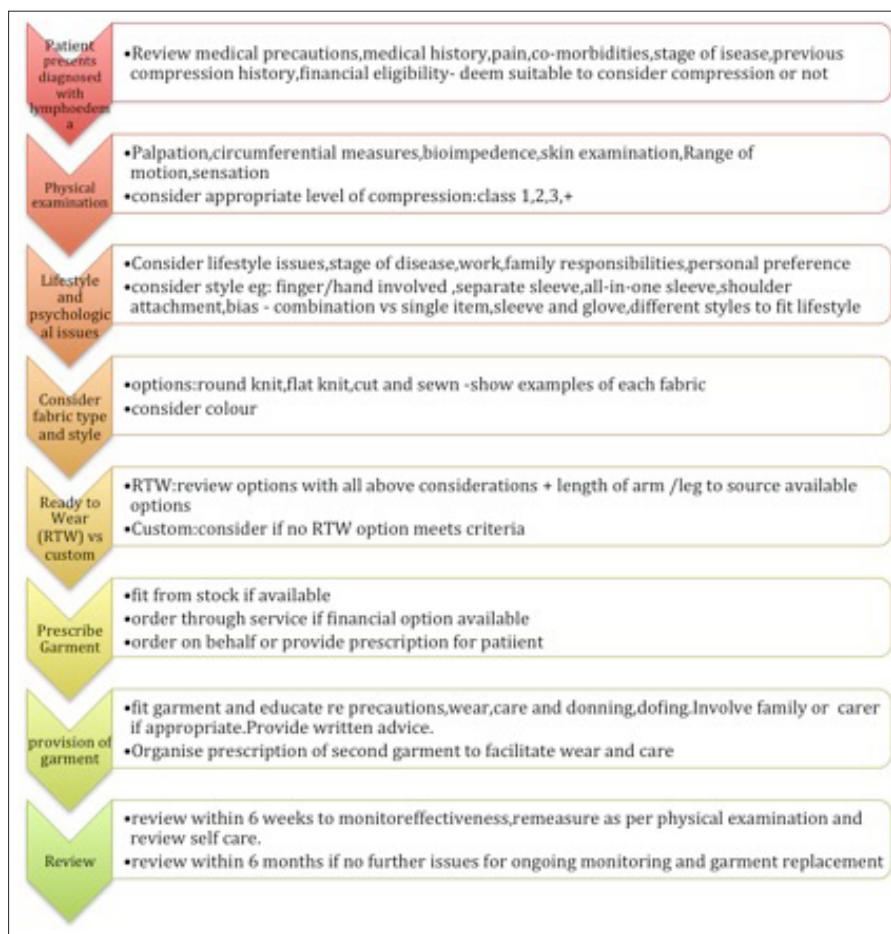 Patient
presents
diagnosed
with
lymphoedem
a
•Review medical precautions,medical history,pain,co-morbidities,stage of isease,previous
compression history,financial eligibility- deem suitable to consider compression or not
Physical
examination
•Palpation,circumferential measures,bioimpedence,skin examination,Range of
motion,sensation
•consider appropriate level of compression:class 1,2,3,+
Lifestyle
and
psychologic
al issues
•Consider lifestyle issues,stage of disease,work,family responsibilities,personal preference
•consider style eg: finger/hand involved ,separate sleeve,all-in-one sleeve,shoulder
attachment,bias - combination vs single item,sleeve and glove,different styles to fit lifestyle
Consider
fabric type
and style
•options:round knit,flat knit,cut and sewn -show examples of each fabric
•consider colour
Ready to
Wear
(RTW) vs
custom
•RTW:review options with all above considerations + length of arm /leg to source available
options
•Custom:consider if no RTW option meets criteria
Prescribe
Garment
•fit from stock if available
•order through service if financial option available
•order on behalf or provide prescription for patiient
provision of
garment
•fit garment and educate re precautions,wear,care and donning,dofing.Involve family or carer
if appropriate.Provide written advice.
•Organise prescription of second garment to facilitate wear and care
Review
•review within 6 weeks to monitoreffectiveness,remeasure as per physical examination and
review self care.
•review within 6 months if no further issues for ongoing monitoring and garment replacement